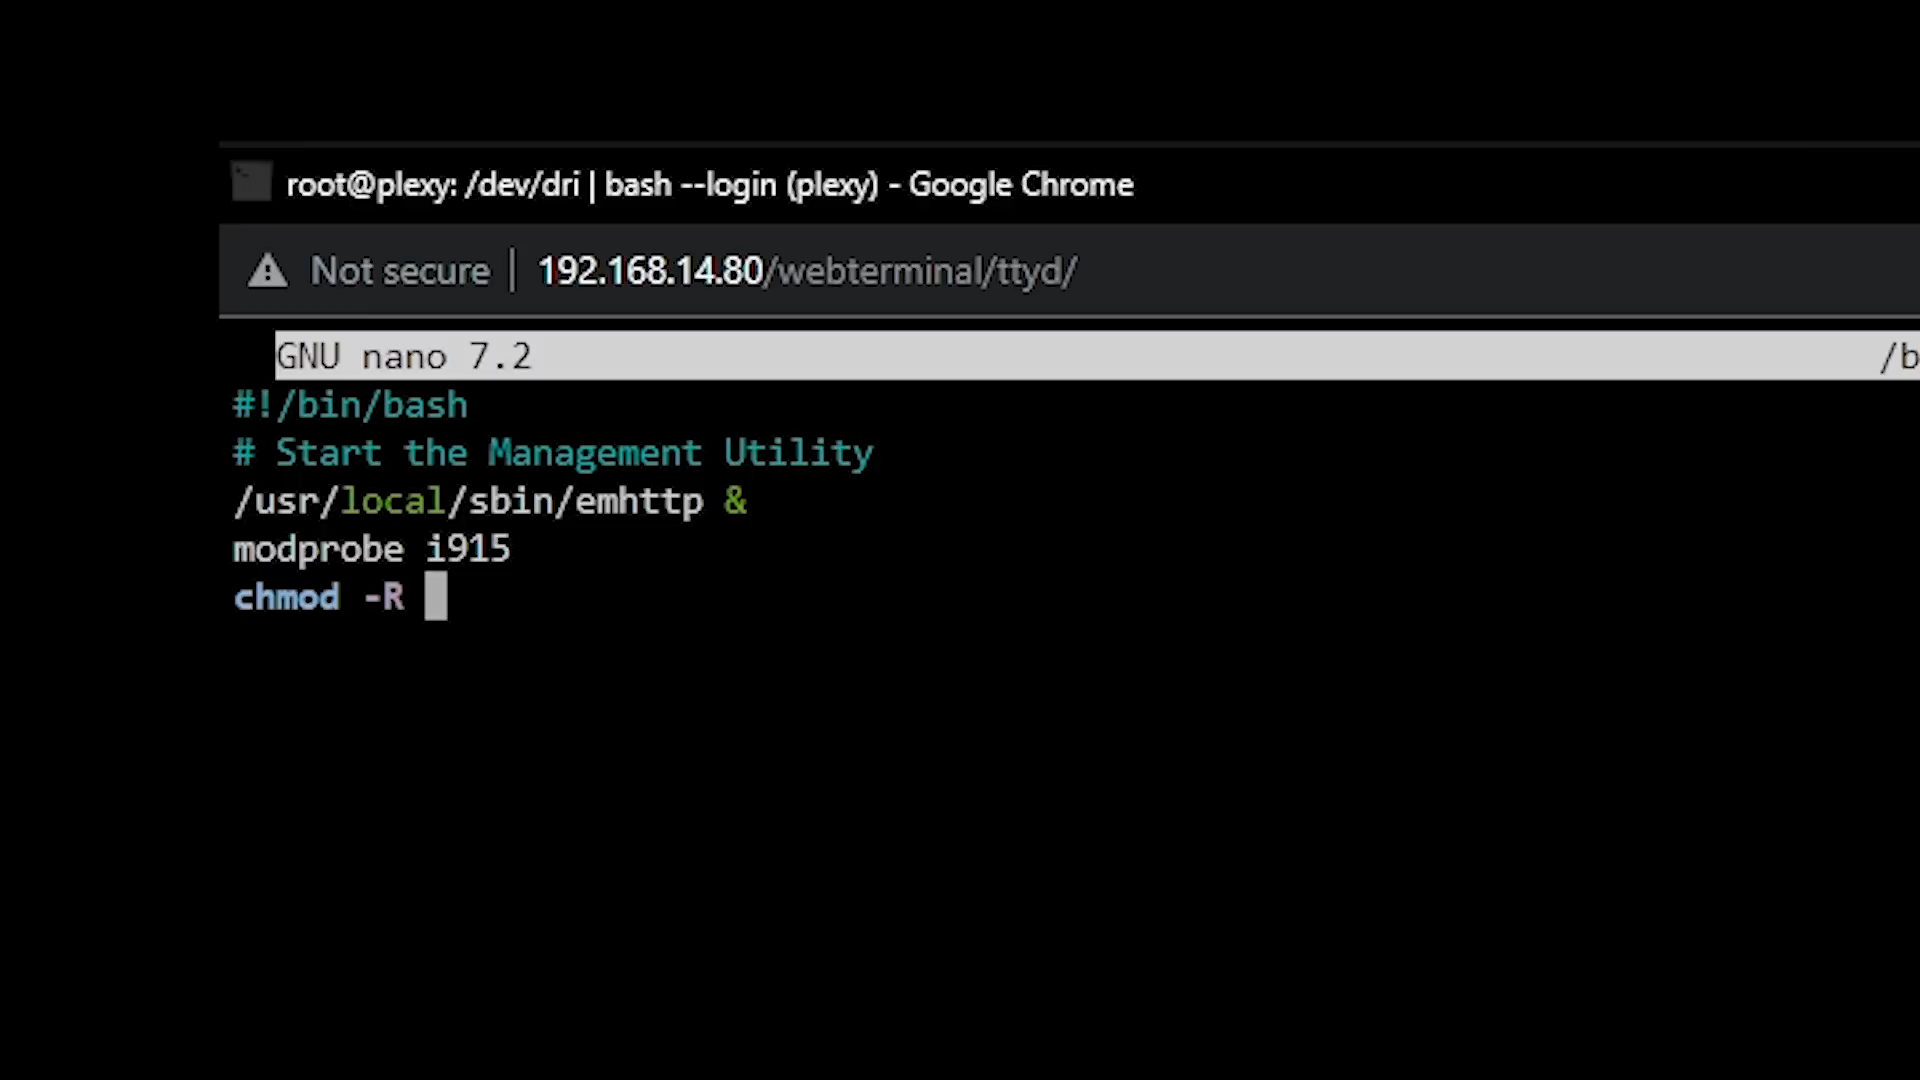 root@plexy: /dev/dri | bash --login (plexy) - Google Chrome
Not secure | 192.168.14.80/webterminal/ttyd/
GNU nano 7.2 /b
#!/bin/bash
# Start the Management Utility
/usr/local/sbin/emhttp &
modprobe i915
chmod -R